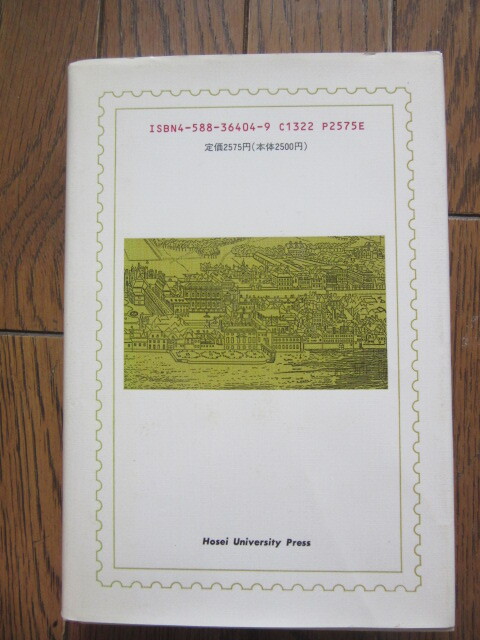 ISBN4-588-36404-9 C1322 P2575E
定価2575円(本体2500円)
Hosei University Press